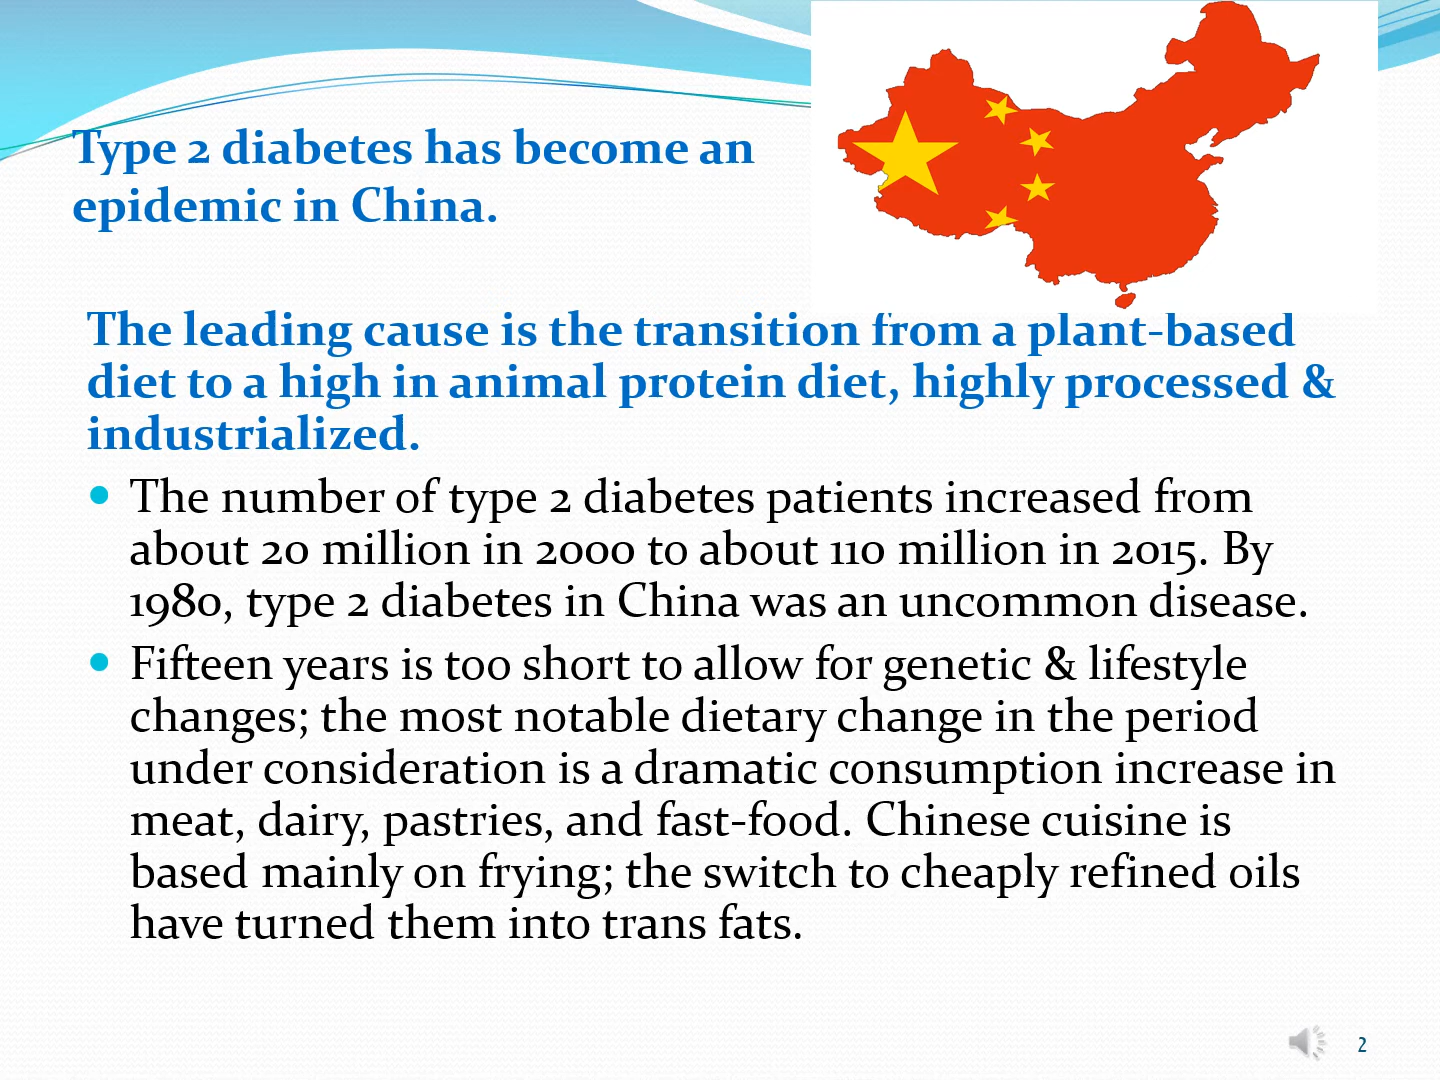 Type 2 diabetes has become an
epidemic in China.
The leading cause is the transition from a plant-based
diet to a high in animal protein diet, highly processed &
industrialized.
• The number of type 2 diabetes patients increased from
about 20 million in 2000 to about 110 million in 2015. By
1980, type 2 diabetes in China was an uncommon disease.
• Fifteen years is too short to allow for genetic & lifestyle
changes; the most notable dietary change in the period
under consideration is a dramatic consumption increase in
meat, dairy, pastries, and fast-food. Chinese cuisine is
based mainly on frying; the switch to cheaply refined oils
have turned them into trans fats.
2